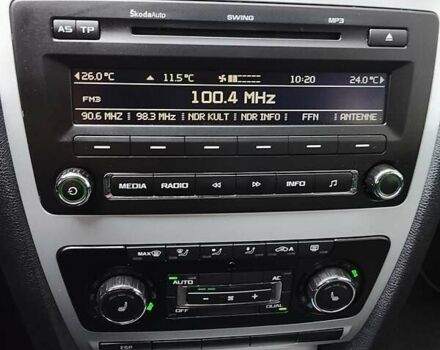 ŠkodaAuto SWING MP3
AS TP
26.0 °C 11.5 °C 10:20 24.0 °C
FM3 100.4 MHz
90.6 MHZ 98.3 MHz NDR KULT NDR INFO FFN ANTENNE
MEDIA RADIO INFO
MAX A
AUTO AC
OFF DUAL
ESP